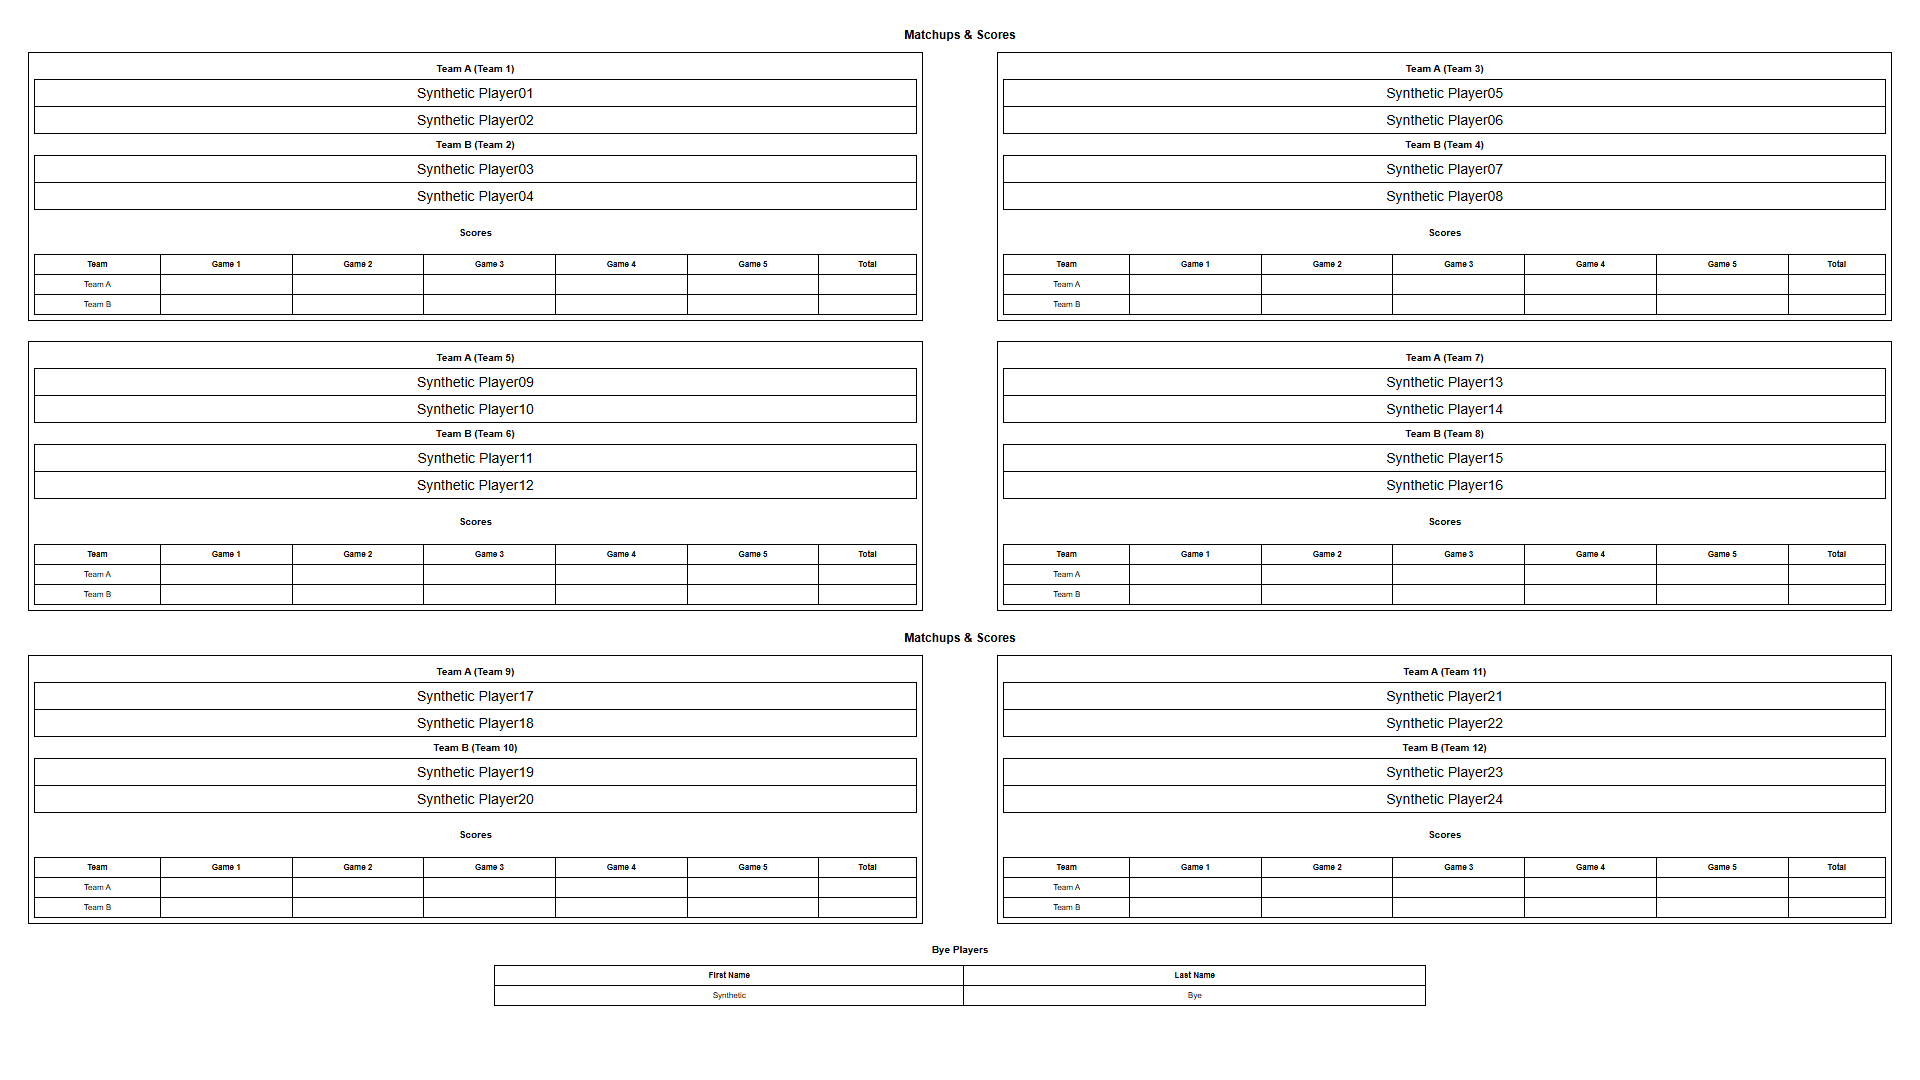 Matchups & Scores
Team A (Team 1)
Synthetic Player01
Synthetic Player02
Team B (Team 2)
Synthetic Player03
Synthetic Player04
Scores
Team Game 1 Game 2 Game 3 Game 4 Game 5 Total
Team A
Team B
Team A (Team 3)
Synthetic Player05
Synthetic Player06
Team B (Team 4)
Synthetic Player07
Synthetic Player08
Scores
Team Game 1 Game 2 Game 3 Game 4 Game 5 Total
Team A
Team B
Team A (Team 5)
Synthetic Player09
Synthetic Player10
Team B (Team 6)
Synthetic Player11
Synthetic Player12
Scores
Team Game 1 Game 2 Game 3 Game 4 Game 5 Total
Team A
Team B
Team A (Team 7)
Synthetic Player13
Synthetic Player14
Team B (Team 8)
Synthetic Player15
Synthetic Player16
Scores
Team Game 1 Game 2 Game 3 Game 4 Game 5 Total
Team A
Team B
Matchups & Scores
Team A (Team 9)
Synthetic Player17
Synthetic Player18
Team B (Team 10)
Synthetic Player19
Synthetic Player20
Scores
Team Game 1 Game 2 Game 3 Game 4 Game 5 Total
Team A
Team B
Team A (Team 11)
Synthetic Player21
Synthetic Player22
Team B (Team 12)
Synthetic Player23
Synthetic Player24
Scores
Team Game 1 Game 2 Game 3 Game 4 Game 5 Total
Team A
Team B
Bye Players
First Name Last Name
Synthetic Bye